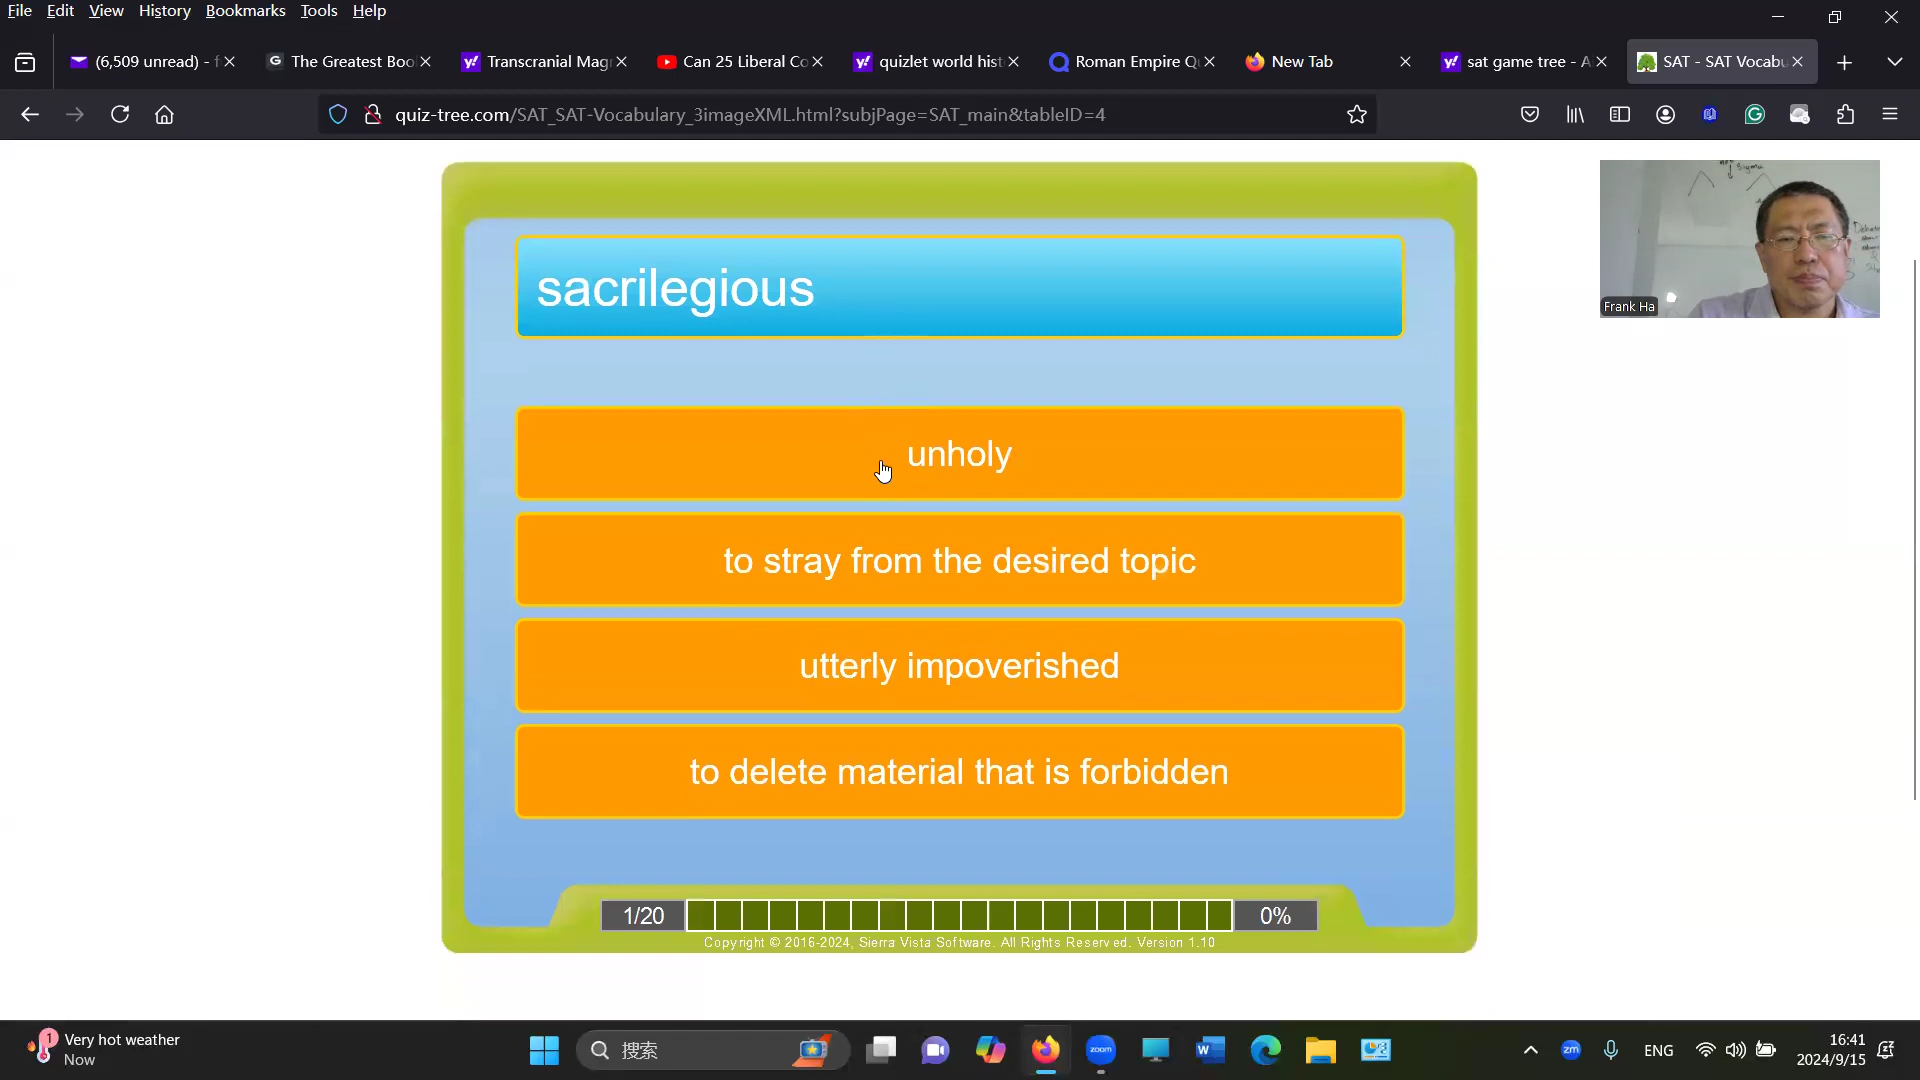 File Edit View History Bookmarks Tools Help
(6,509 unread) - f
The Greatest Boo
Transcranial Mag
Can 25 Liberal Co
quizlet world hist
Roman Empire Q
New Tab
sat game tree - A
SAT - SAT Vocabu
quiz-tree.com/SAT_SAT-Vocabulary_3imageXML.html?subjPage=SAT_main&tableID=4
sacrilegious
Frank Ha
unholy
to stray from the desired topic
utterly impoverished
to delete material that is forbidden
1/20
0%
Copyright © 2016-2024, Sierra Vista Software. All Rights Reserved. Version 1.10
Very hot weather
Now
搜索
zoom
zm
ENG
16:41
2024/9/15